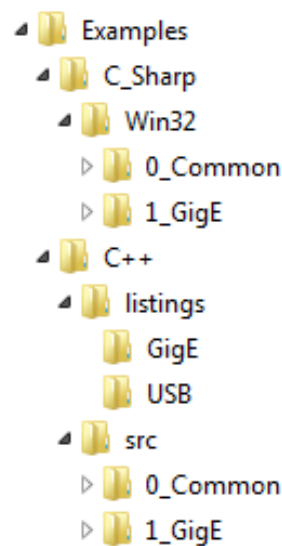 Examples
C_Sharp
Win32
0_Common
1_GigE
C++
listings
GigE
USB
src
0_Common
1_GigE